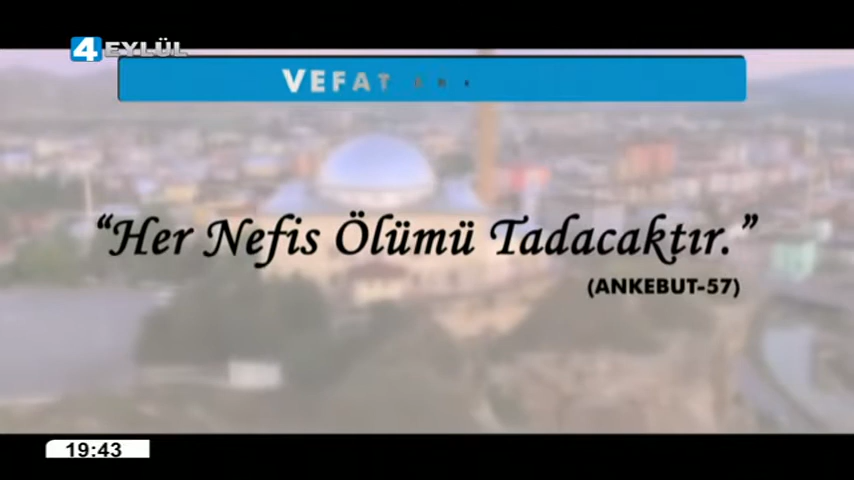 4 EYLÜL
VEFAT
“Her Nefis Ölümü Tadacaktır.”
(ANKEBUT-57)
19:43